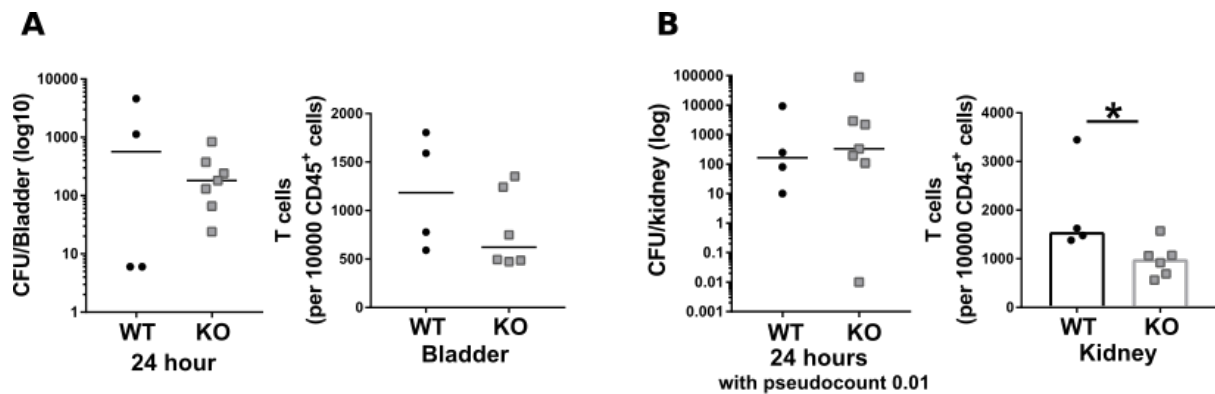 A
CFU/Bladder (log10)
10000
1000
100
10
1
WT KO
24 hour
T cells
(per 10000 CD45+ cells)
2000
1500
1000
500
0
WT KO
Bladder
B
CFU/kidney (log)
100000
10000
1000
100
10
1
0.1
0.01
0.001
WT KO
24 hours
with pseudocount 0.01
T cells
(per 10000 CD45+ cells)
4000
3000
2000
1000
0
*
WT KO
Kidney